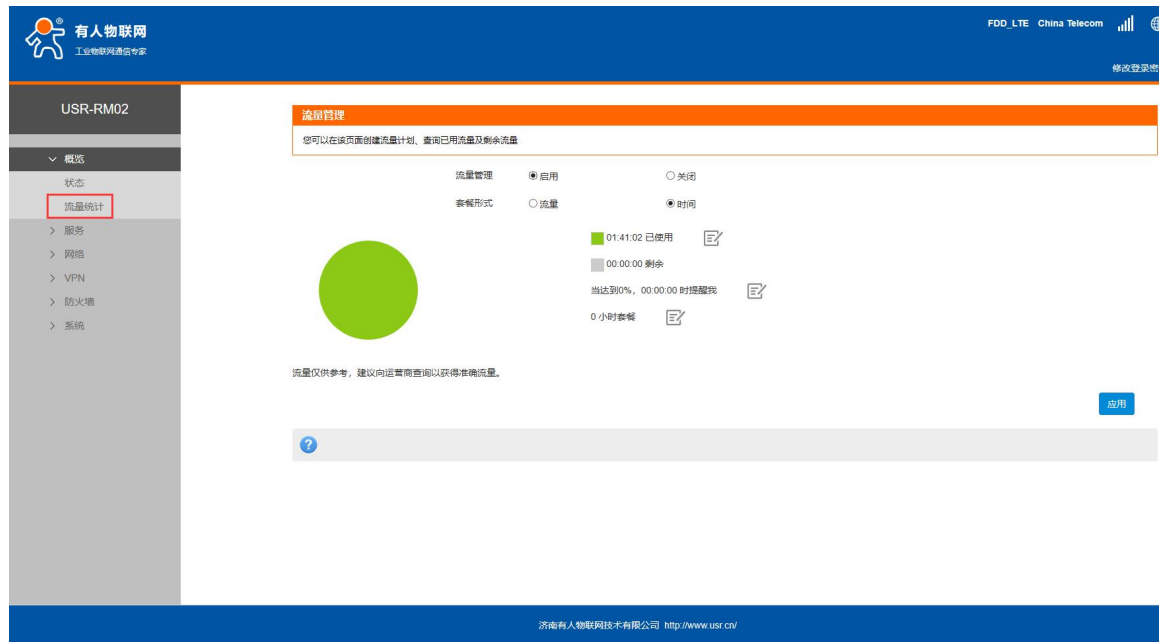 有人物联网
工业物联网通信专家
FDD_LTE China Telecom
修改登录密
USR-RM02
概览
状态
流量统计
服务
网络
VPN
防火墙
系统
流量管理
您可以在该页面创建流量计划、查询已用流量及剩余流量
流量管理 启用 关闭
套餐形式 流量 时间
01:41:02 已使用
00:00:00 剩余
当达到0%，00:00:00 时提醒我
0 小时套餐
流量仅供参考，建议向运营商查询以获得准确流量。
应用
济南有人物联网技术有限公司 http://www.usr.cn/